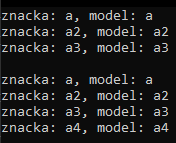 znacka: a, model: a
znacka: a2, model: a2
znacka: a3, model: a3

znacka: a, model: a
znacka: a2, model: a2
znacka: a3, model: a3
znacka: a4, model: a4